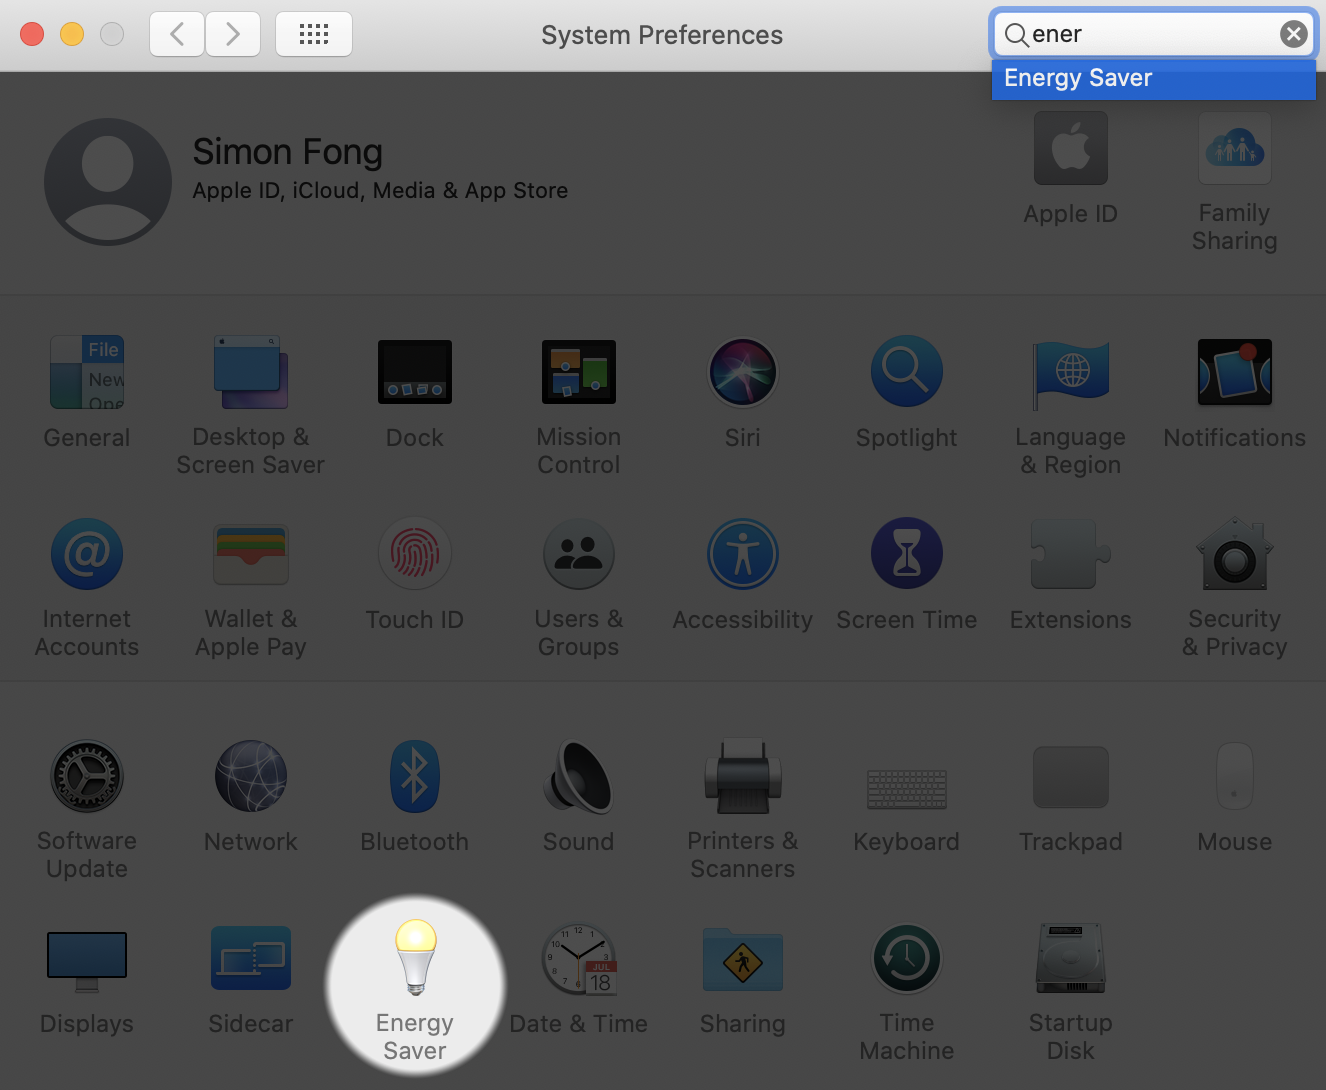 System Preferences
ener
Energy Saver
Simon Fong
Apple ID, iCloud, Media & App Store
Apple ID
Family
Sharing
File
New
Ope
General
Desktop &
Screen Saver
Dock
Mission
Control
Siri
Spotlight
Language
& Region
Notifications
@
Internet
Accounts
Wallet &
Apple Pay
Touch ID
Users &
Groups
Accessibility
Screen Time
Extensions
Security
& Privacy
Software
Update
Network
Bluetooth
Sound
Printers &
Scanners
Keyboard
Trackpad
Mouse
Displays
Sidecar
Energy
Saver
JUL
18
Date & Time
Sharing
Time
Machine
Startup
Disk